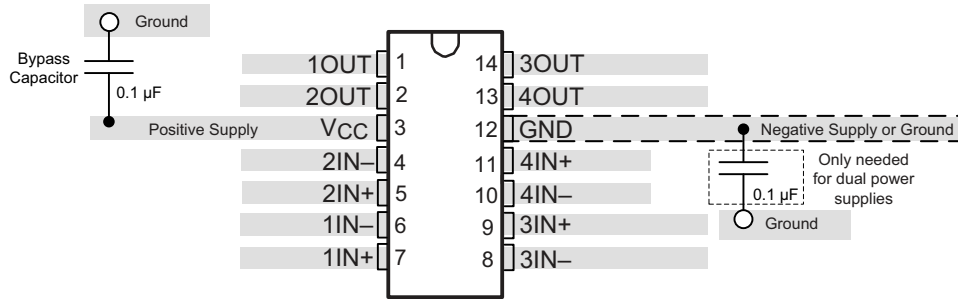 Ground
Bypass
Capacitor
0.1 µF
Positive Supply
1OUT 1
2OUT 2
VCC 3
2IN– 4
2IN+ 5
1IN– 6
1IN+ 7
14 3OUT
13 4OUT
12 GND
11 4IN+
10 4IN–
9 3IN+
8 3IN–
Negative Supply or Ground
Only needed
for dual power
supplies
0.1 µF
Ground